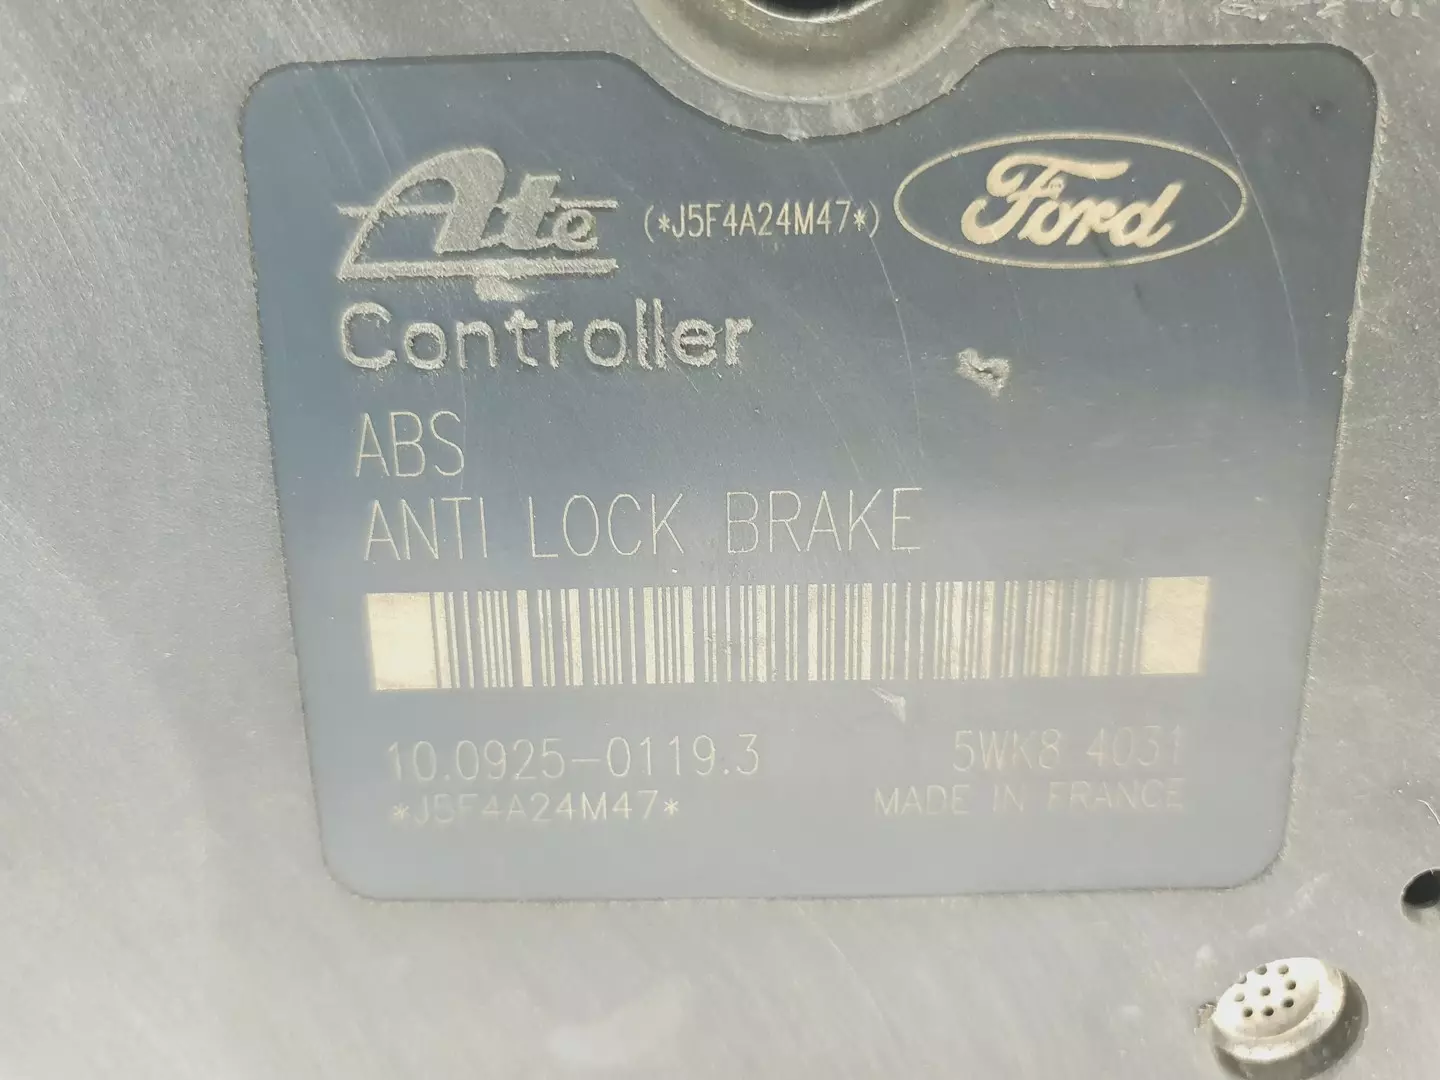 Ate (*J5F4A24M47*) Ford
Controller
ABS
ANTI LOCK BRAKE
10.0925-0119.3 5WK8 4031
*J5F4A24M47* MADE IN FRANCE